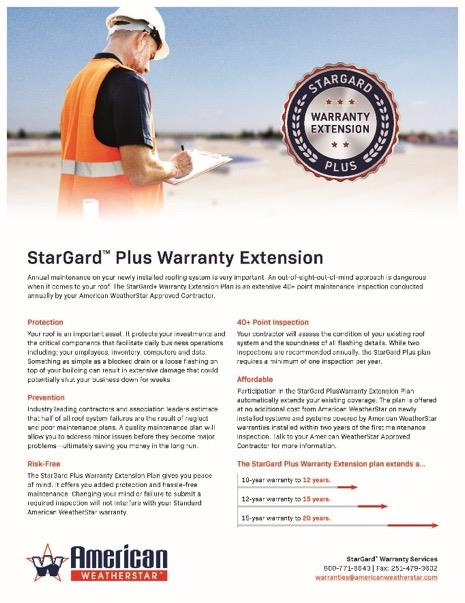 STARGARD
WARRANTY
EXTENSION
PLUS
StarGard™ Plus Warranty Extension
Annual maintenance on your newly installed roofing system is very important. An out-of-sight-out-of-mind approach is dangerous
when it comes to your roof. The StarGard+ Warranty Extension Plan is an extensive 40+ point maintenance inspection conducted
annually by your American WeatherStar Approved Contractor.
Protection
Your roof is an important asset. It protects your investments and
the critical components that facilitate daily business operations
including; your employees, inventory, computers and data.
Something as simple as a blocked drain or a loose flashing on
top of your building can result in extensive damage that could
potentially shut your business down for weeks.
Prevention
Industry leading contractors and association leaders estimate
that half of all roof system failures are the result of neglect
and poor maintenance plans. A quality maintenance plan will
allow you to address minor issues before they become major
problems—ultimately saving you money in the long run.
Risk-Free
The StarGard Plus Warranty Extension Plan gives you peace
of mind. It offers you added protection and hassle-free
maintenance. Changing your mind or failure to submit a
required inspection will not interfere with your Standard
American WeatherStar warranty.
40+ Point Inspection
Your contractor will assess the condition of your existing roof
system and the soundness of all flashing details. While two
inspections are recommended annually, the StarGard Plus plan
requires a minimum of one inspection per year.
Affordable
Participation in the StarGard PlusWarranty Extension Plan
automatically extends your existing coverage. The plan is offered
at no additional cost from American WeatherStar on newly
installed systems and systems covered by American WeatherStar
warranties installed within two years of the first maintenance
inspection. Talk to your American WeatherStar Approved
Contractor for more information.
The StarGard Plus Warranty Extension plan extends a...
10-year warranty to 12 years.
12-year warranty to 15 years.
15-year warranty to 20 years.
American
WEATHERSTAR
StarGard™ Warranty Services
800-771-6643 | Fax: 251-479-3602
warranties@americanweatherstar.com